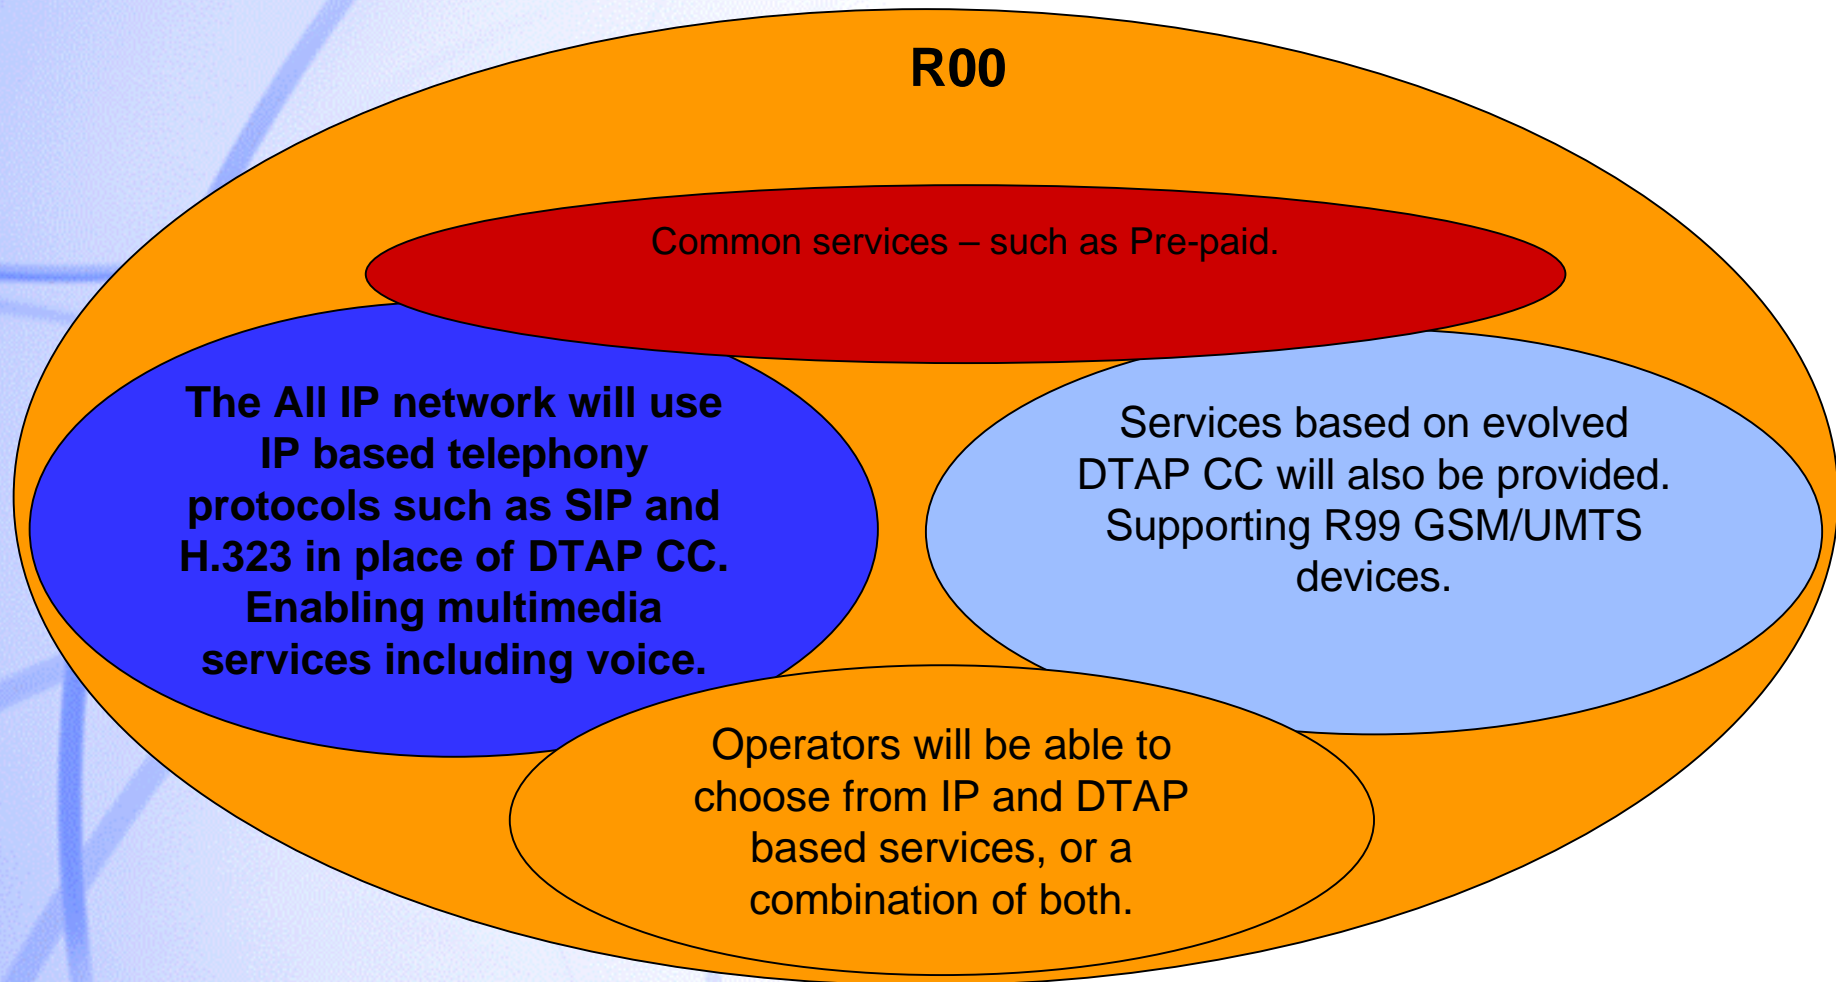 R00
Common services – such as Pre-paid.
The All IP network will use
IP based telephony
protocols such as SIP and
H.323 in place of DTAP CC.
Enabling multimedia
services including voice.
Services based on evolved
DTAP CC will also be provided.
Supporting R99 GSM/UMTS
devices.
Operators will be able to
choose from IP and DTAP
based services, or a
combination of both.